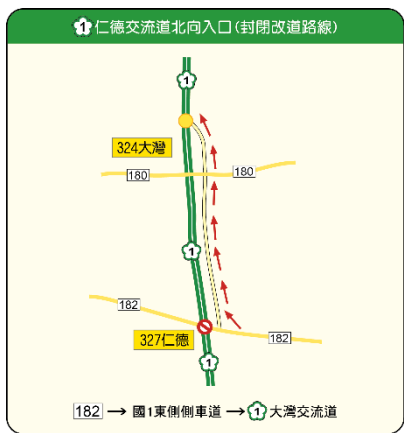 1 仁德交流道北向入口(封閉改道路線)
1
324大灣
180 180
1
182
327仁德
182
1
182 → 國1東側側車道 → 1 大灣交流道